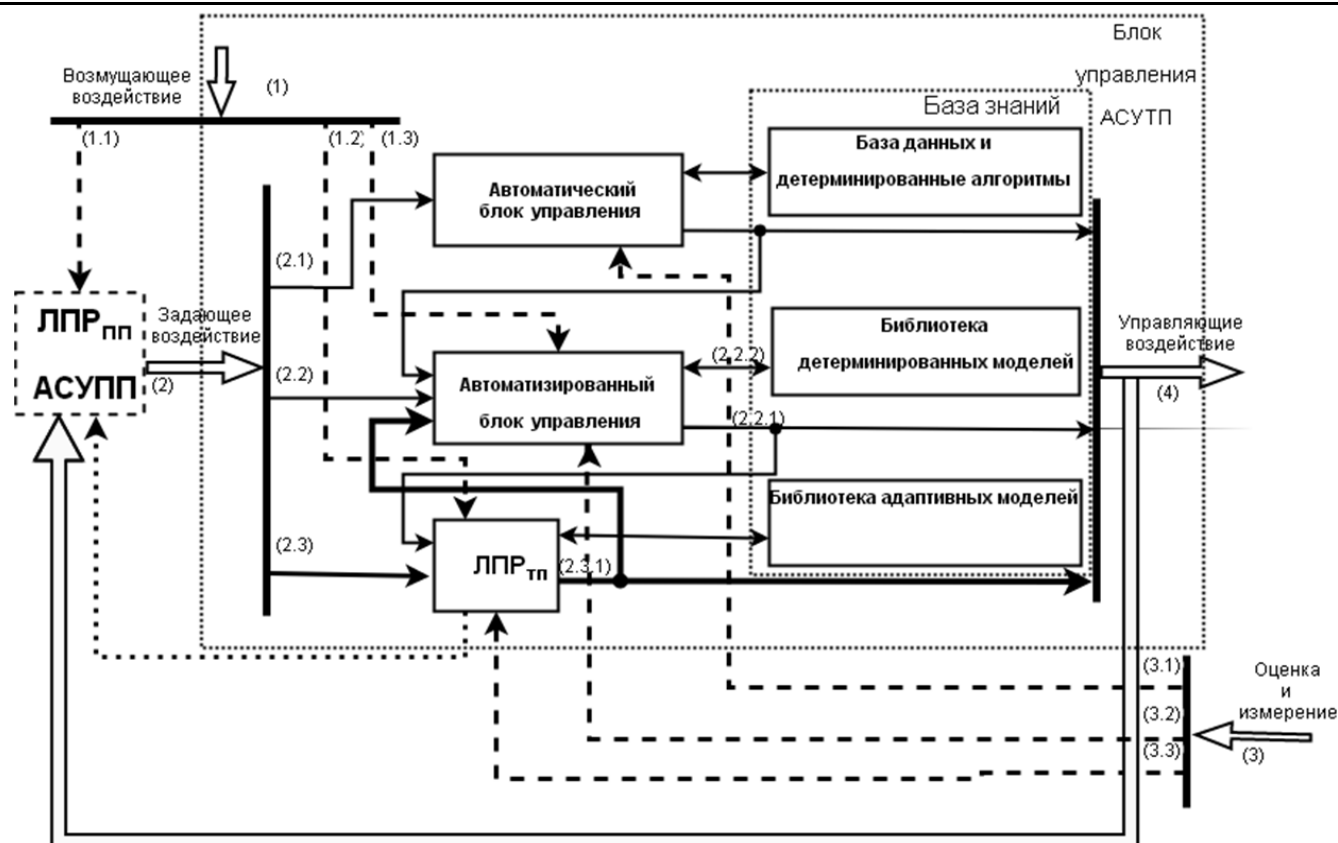 Блок
управления
АСУТП
Возмущающее
воздействие
(1)
(1.1)
(1.2)
(1.3)
База знаний
База данных и
детерминированные алгоритмы
Автоматический
блок управления
(2.1)
ЛПРпп
АСУПП
Задающее
воздействие
(2)
(2.2)
Автоматизированный
блок управления
(2.2.2)
Библиотека
детерминированных моделей
(2.2.1)
Управляющие
воздействие
(4)
Библиотека адаптивных моделей
(2.3)
ЛПРтп
(2.3.1)
(3.1)
(3.2)
(3.3)
Оценка
и
измерение
(3)